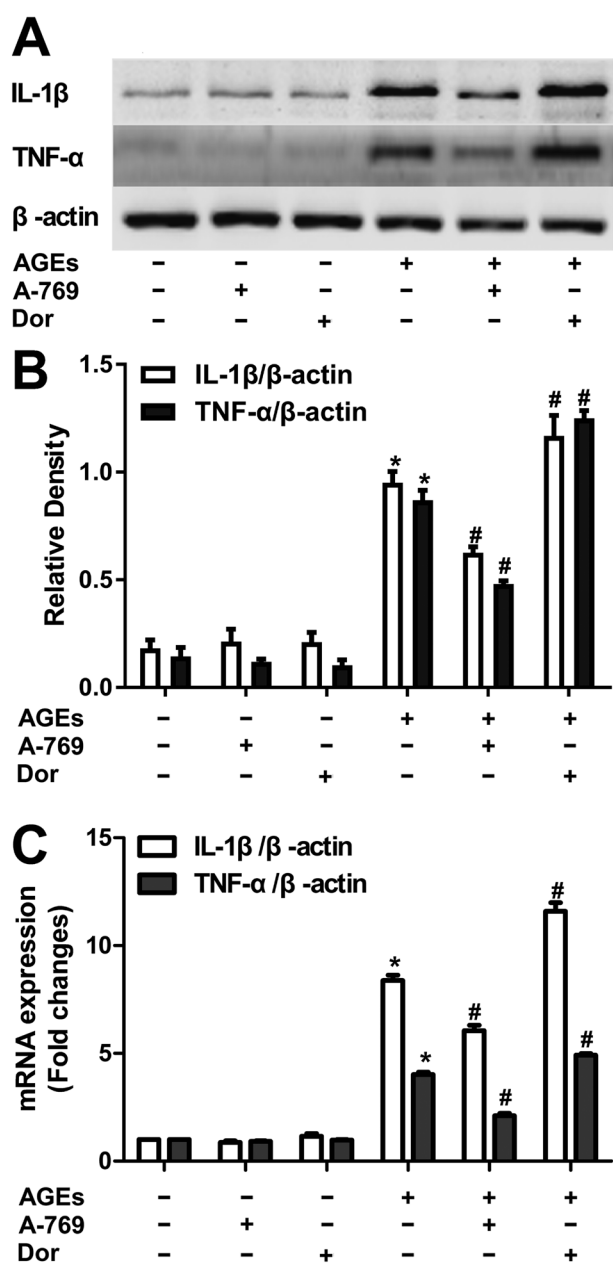 A
IL-1β
TNF-α
β -actin
AGEs – – – + + +
A-769 – + – – + –
Dor – – + – – +
B
1.5
IL-1β/β-actin
TNF-α/β-actin
1.0
0.5
0.0
Relative Density
* * # # # #
AGEs – – – + + +
A-769 – + – – + –
Dor – – + – – +
C
15
IL-1β /β -actin
TNF-α /β -actin
10
5
0
mRNA expression
(Fold changes)
* * # # # #
AGEs – – – + + +
A-769 – + – – + –
Dor – – + – – +